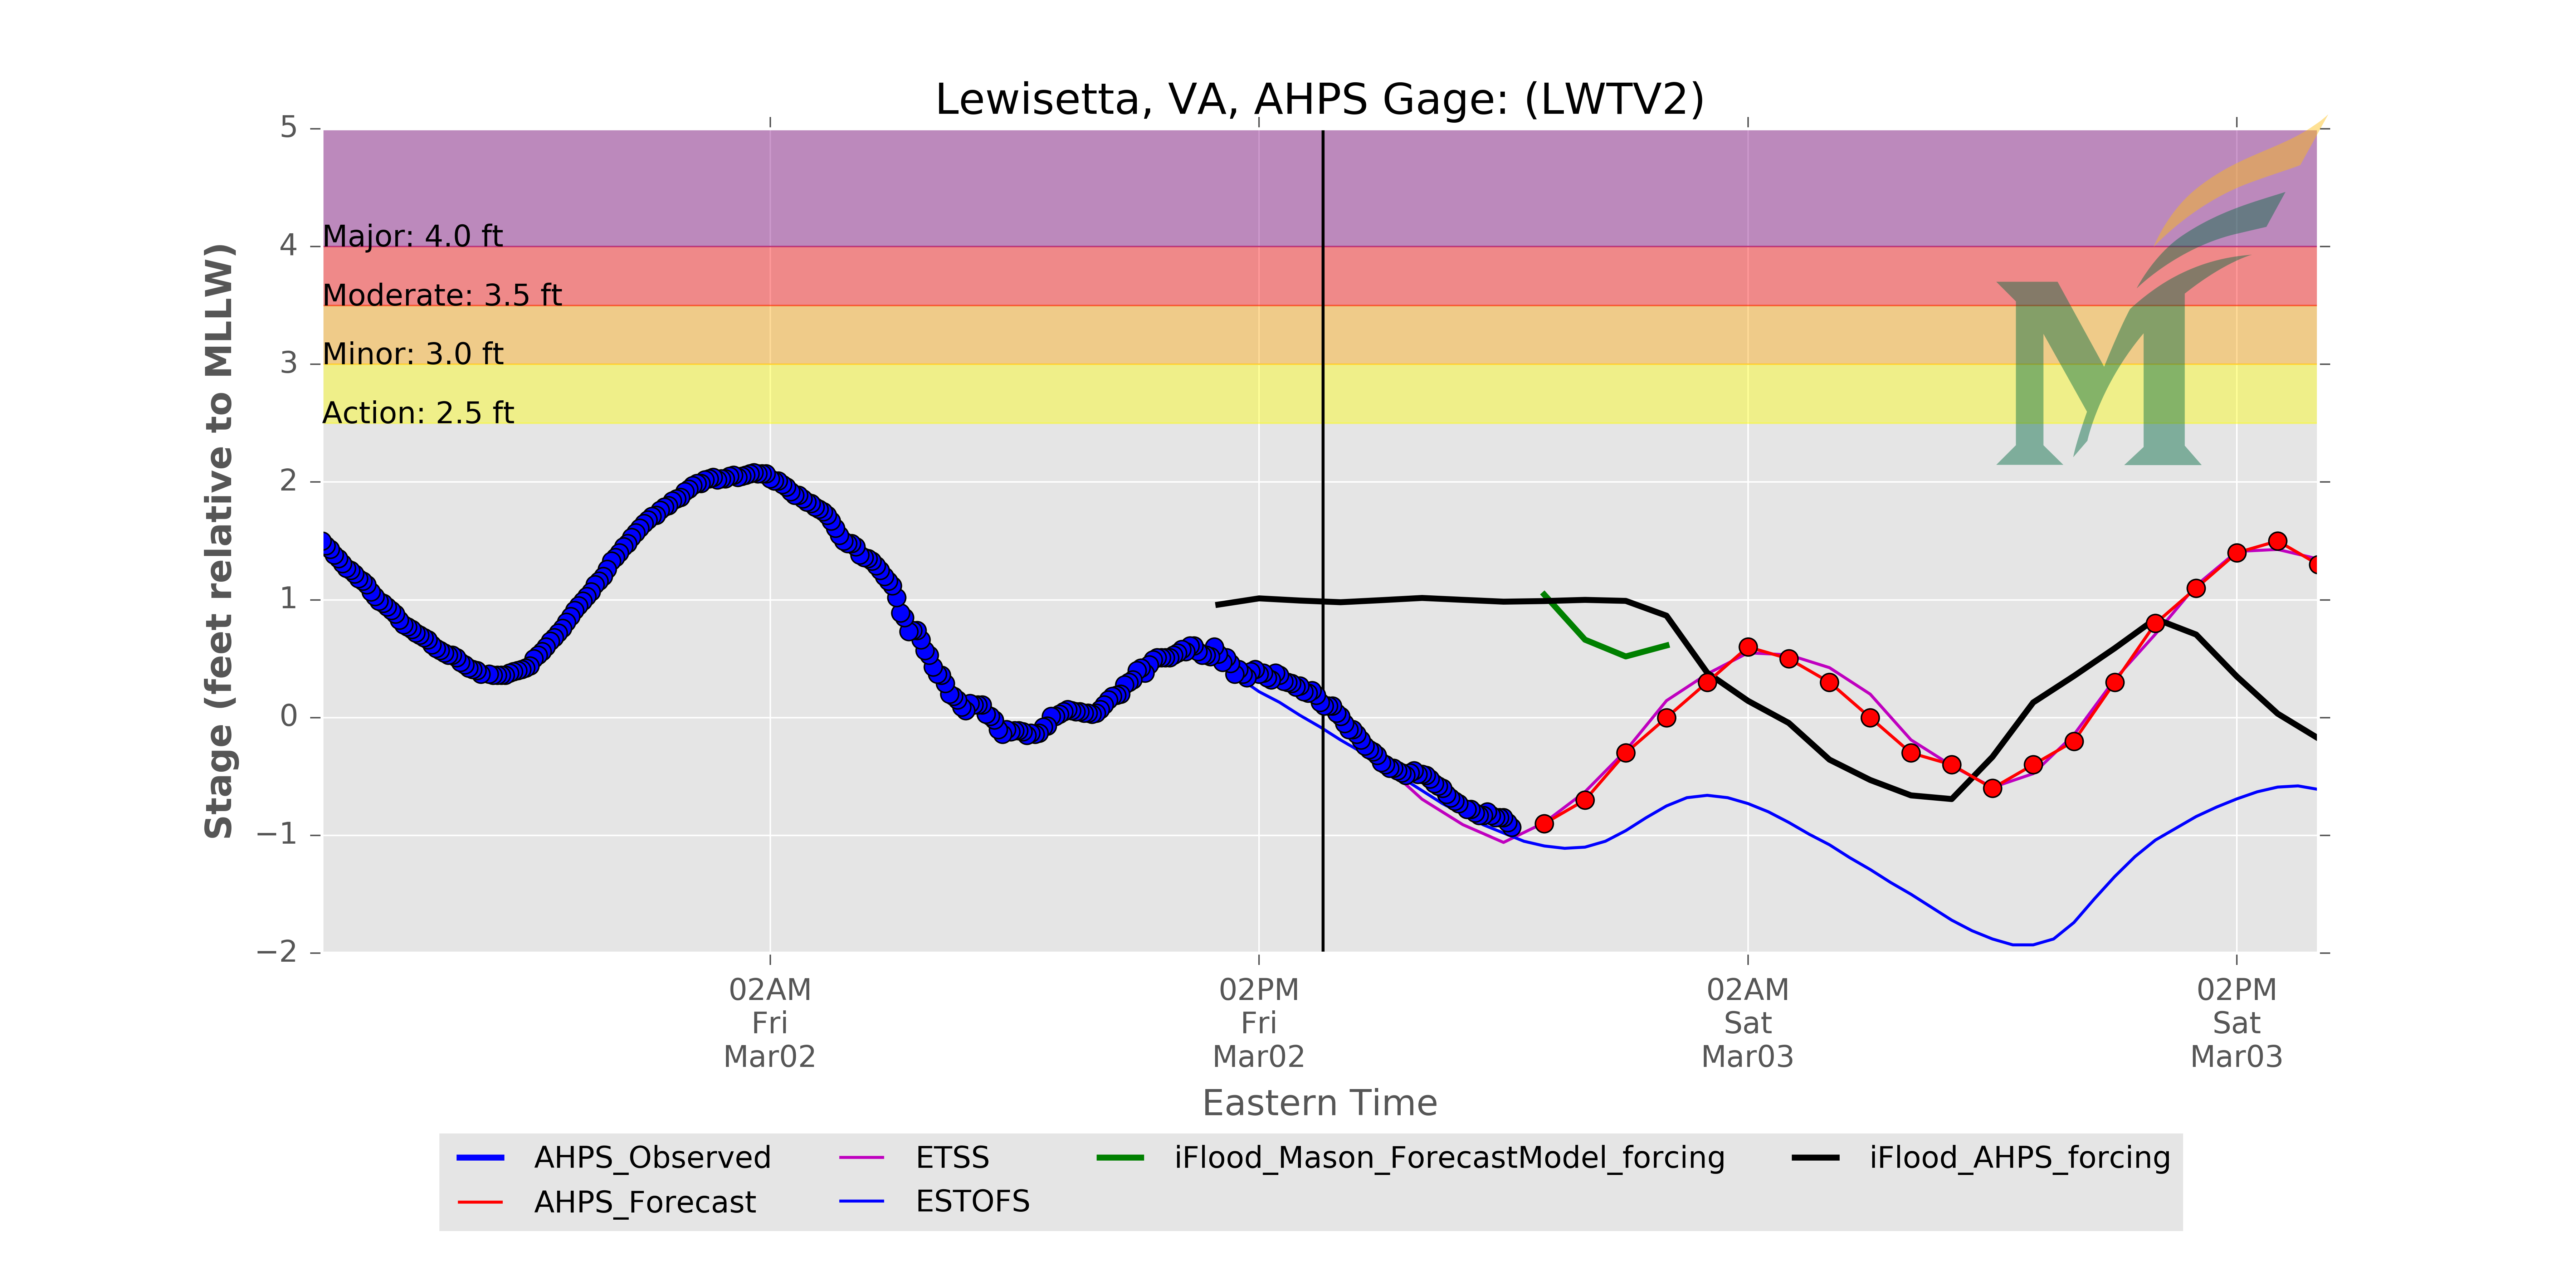 Lewisetta, VA, AHPS Gage: (LWTV2)
Stage (feet relative to MLLW)
5
4
3
2
1
0
−1
−2
Major: 4.0 ft
Moderate: 3.5 ft
Minor: 3.0 ft
Action: 2.5 ft
M
02AM
Fri
Mar02
02PM
Fri
Mar02
02AM
Sat
Mar03
02PM
Sat
Mar03
Eastern Time
AHPS_Observed
AHPS_Forecast
ETSS
ESTOFS
iFlood_Mason_ForecastModel_forcing
iFlood_AHPS_forcing